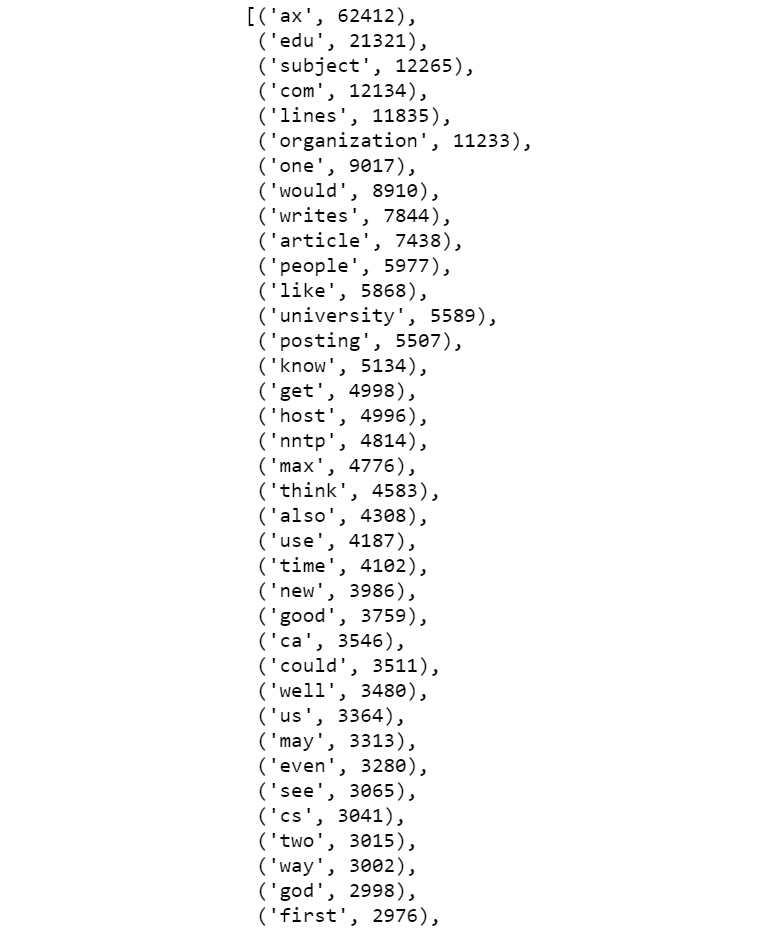 [('ax', 62412),
('edu', 21321),
('subject', 12265),
('com', 12134),
('lines', 11835),
('organization', 11233),
('one', 9017),
('would', 8910),
('writes', 7844),
('article', 7438),
('people', 5977),
('like', 5868),
('university', 5589),
('posting', 5507),
('know', 5134),
('get', 4998),
('host', 4996),
('nntp', 4814),
('max', 4776),
('think', 4583),
('also', 4308),
('use', 4187),
('time', 4102),
('new', 3986),
('good', 3759),
('ca', 3546),
('could', 3511),
('well', 3480),
('us', 3364),
('may', 3313),
('even', 3280),
('see', 3065),
('cs', 3041),
('two', 3015),
('way', 3002),
('god', 2998),
('first', 2976),